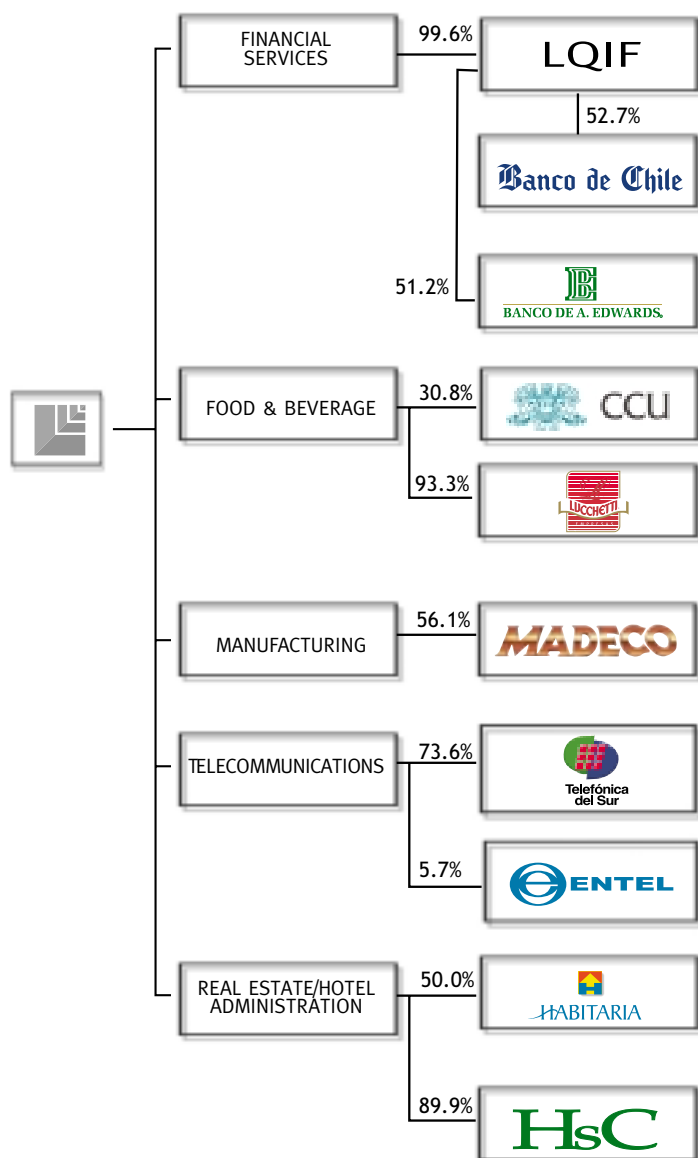 FINANCIAL
SERVICES
99.6%
LQIF
52.7%
Banco de Chile
51.2%
BANCO DE A. EDWARDS
FOOD & BEVERAGE
30.8%
CCU
93.3%
LUCCHETTI
EMPRESAS
MANUFACTURING
56.1%
MADECO
TELECOMMUNICATIONS
73.6%
Telefónica
del Sur
5.7%
ENTEL
REAL ESTATE/HOTEL
ADMINISTRATION
50.0%
HABITARIA
89.9%
HsC